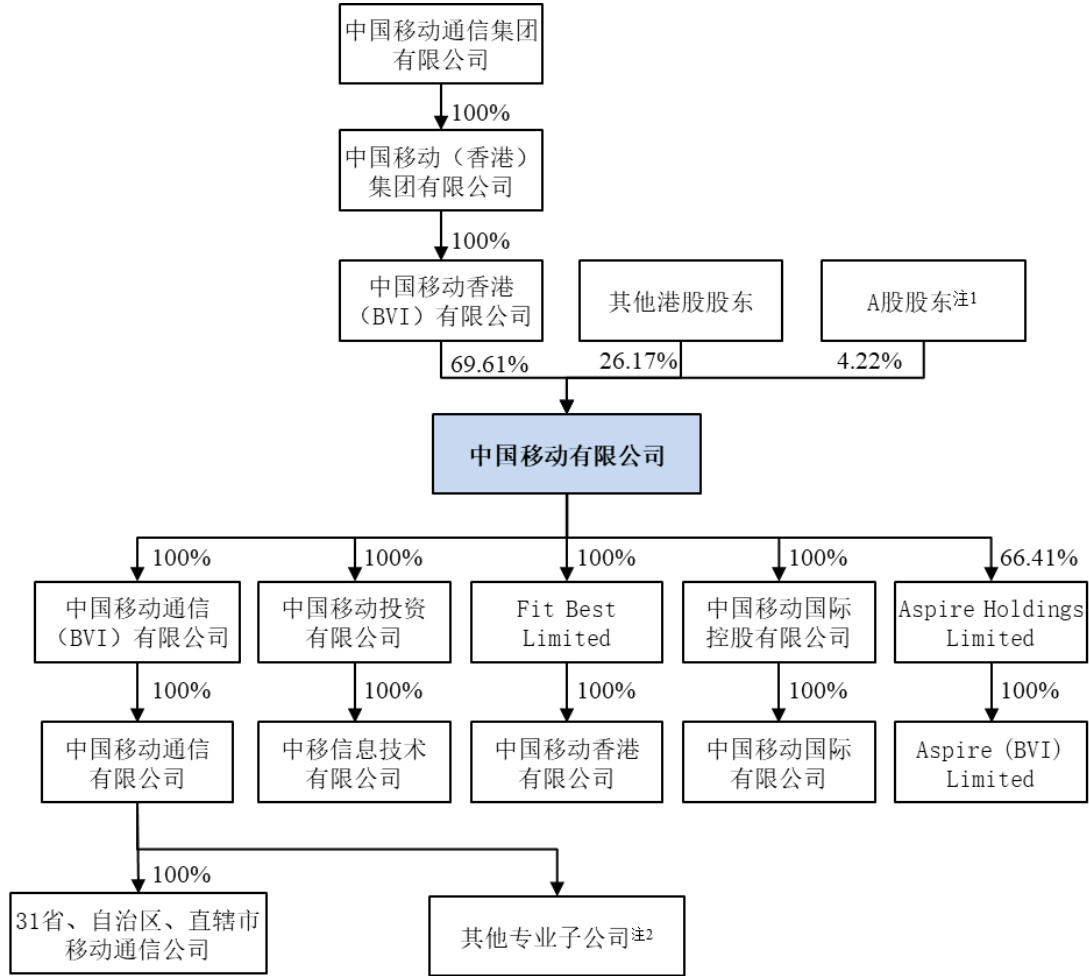 中国移动通信集团
有限公司
100%
中国移动（香港）
集团有限公司
100%
中国移动香港
（BVI）有限公司
其他港股股东
A股股东注1
69.61%
26.17%
4.22%
中国移动有限公司
100%
100%
100%
100%
66.41%
中国移动通信
（BVI）有限公司
中国移动投资
有限公司
Fit Best
Limited
中国移动国际
控股有限公司
Aspire Holdings
Limited
100%
100%
100%
100%
100%
中国移动通信
有限公司
中移信息技术
有限公司
中国移动香港
有限公司
中国移动国际
有限公司
Aspire (BVI)
Limited
100%
31省、自治区、直辖市
移动通信公司
其他专业子公司注2